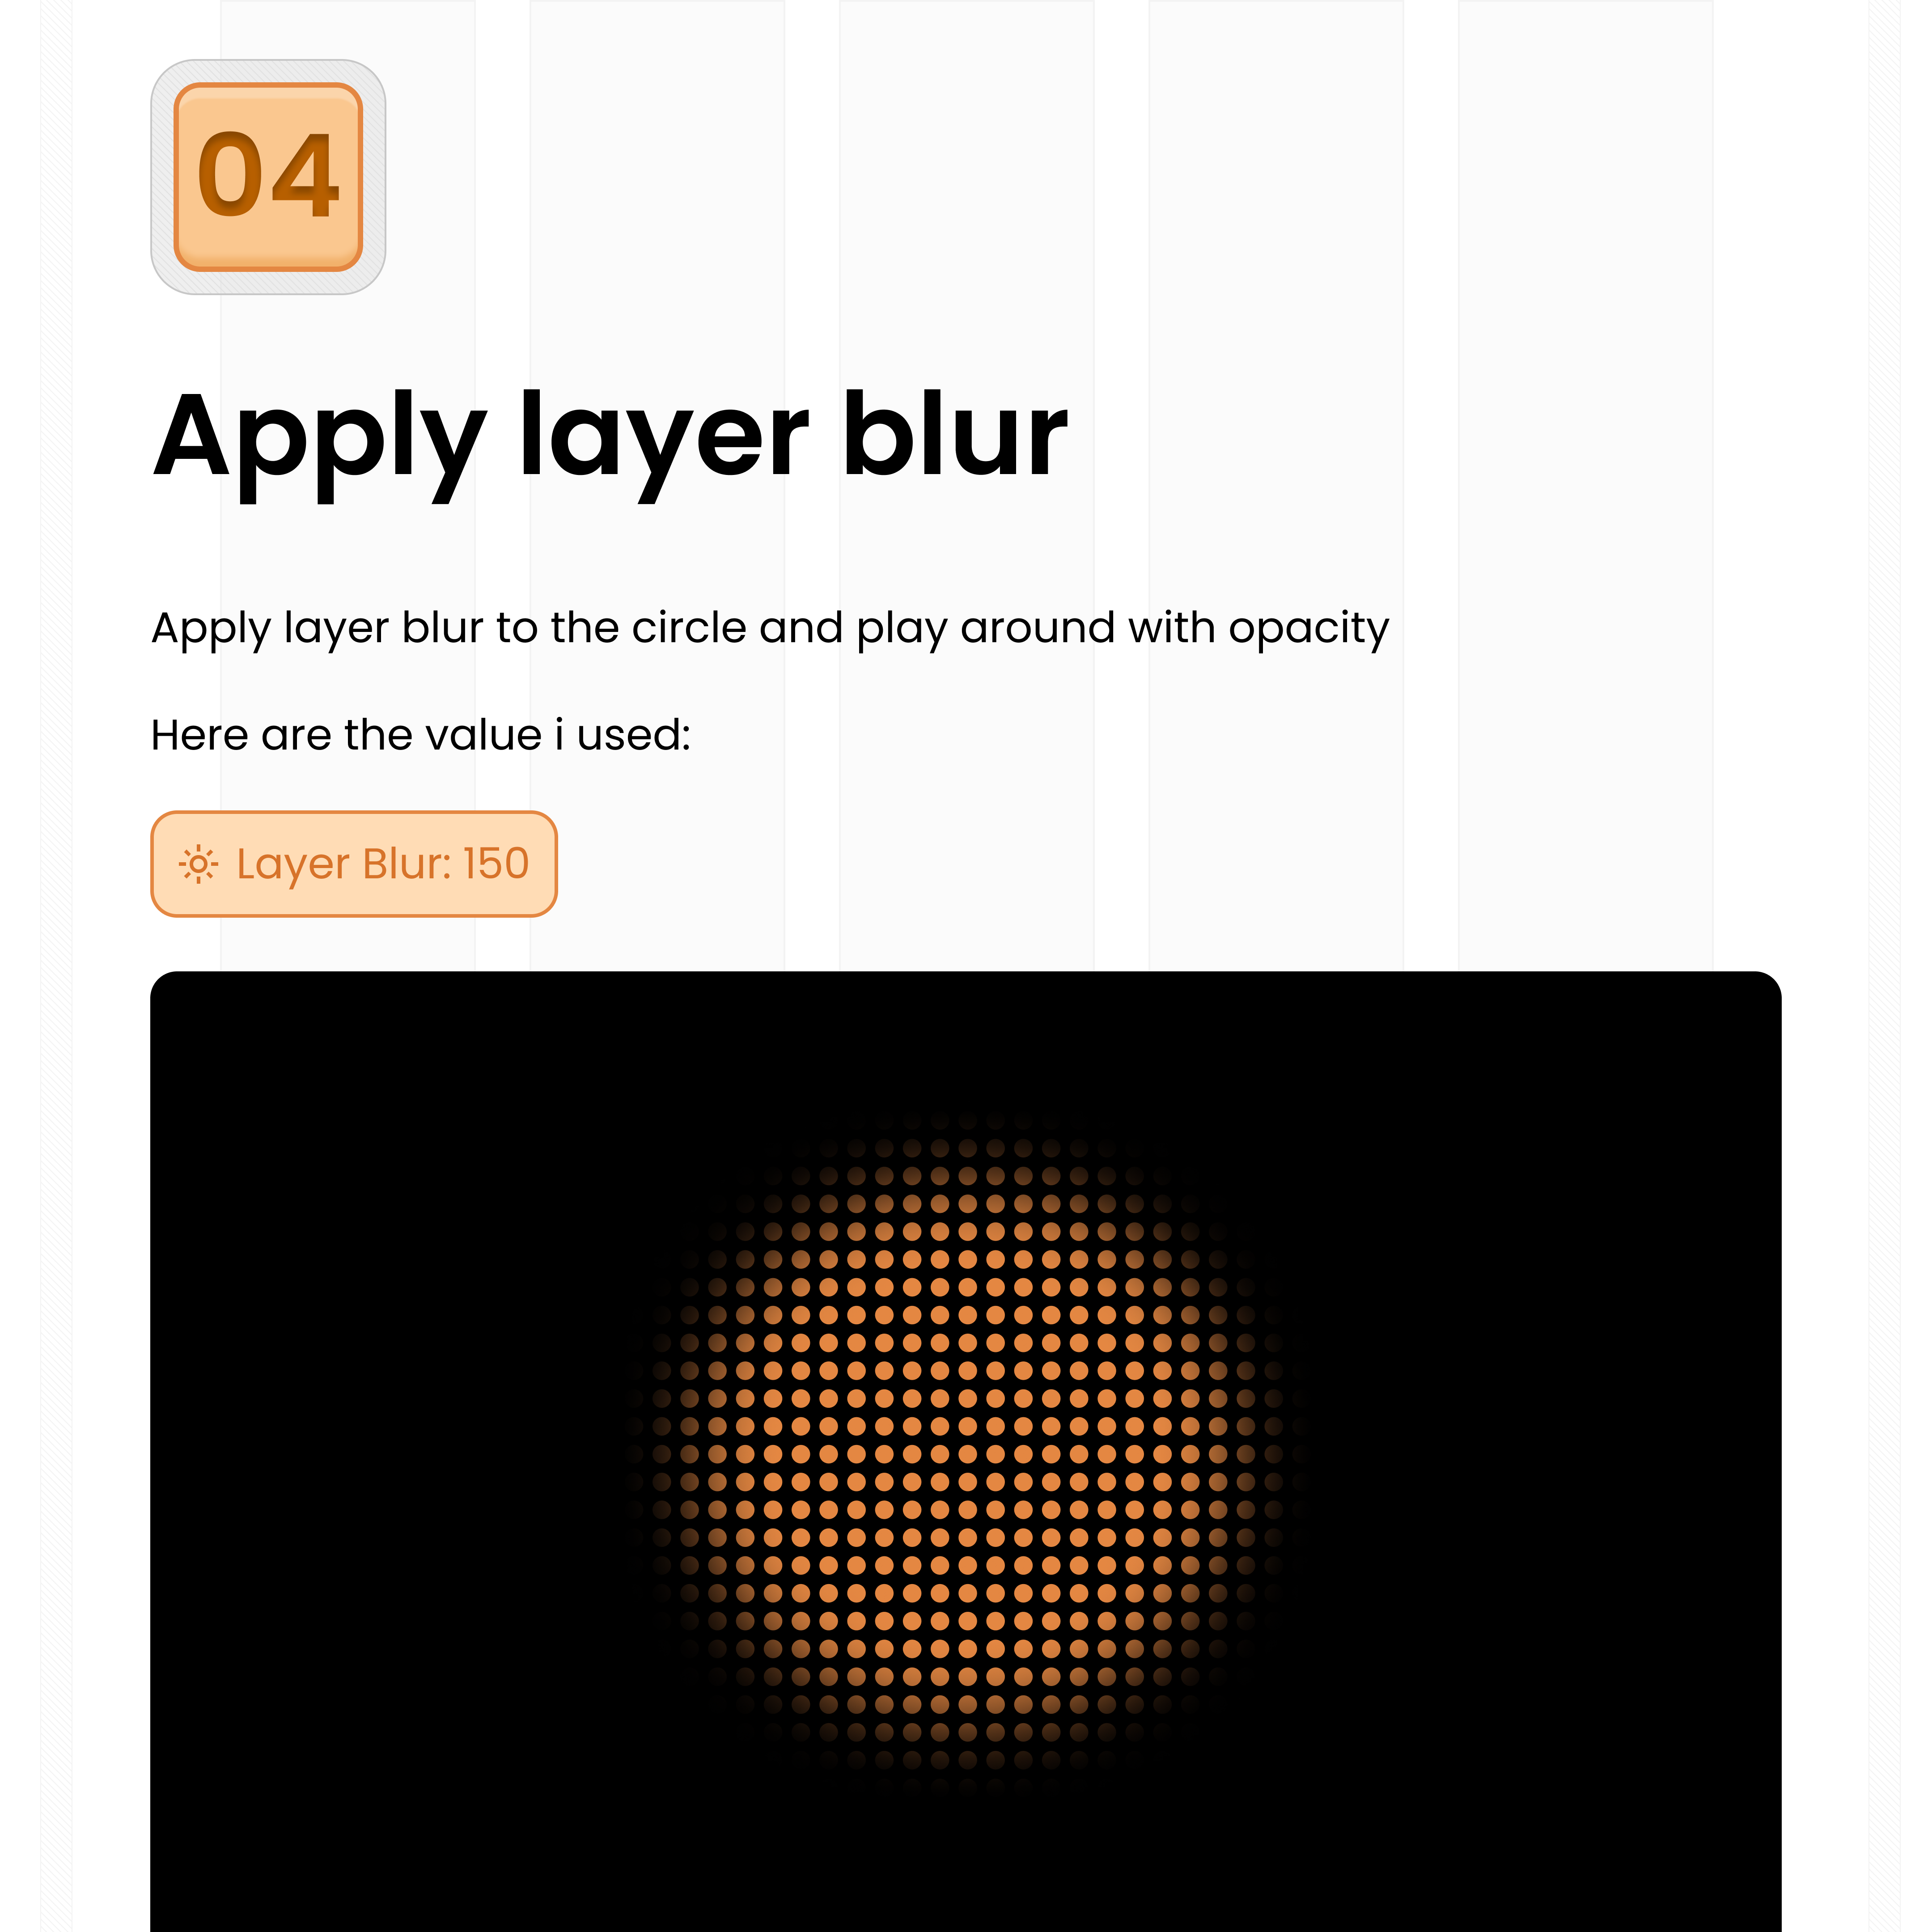 04
Apply layer blur
Apply layer blur to the circle and play around with opacity
Here are the value i used:
Layer Blur: 150